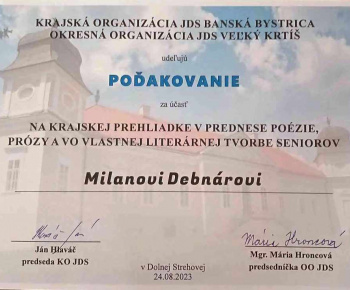 KRAJSKÁ ORGANIZÁCIA JDS BANSKÁ BYSTRICA
OKRESNÁ ORGANIZÁCIA JDS VEĽKÝ KRTÍŠ
udeľujú
POĎAKOVANIE
za účasť
NA KRAJSKEJ PREHLIADKE V PREDNESE POÉZIE,
PRÓZY A VO VLASTNEJ LITERÁRNEJ TVORBE SENIOROV
Milanovi Debnárovi
Mária Hroncová
Ján Hlaváč
predseda KO JDS
Mgr. Mária Hroncová
predsedníčka OO JDS
v Dolnej Strehovej
24.08.2023